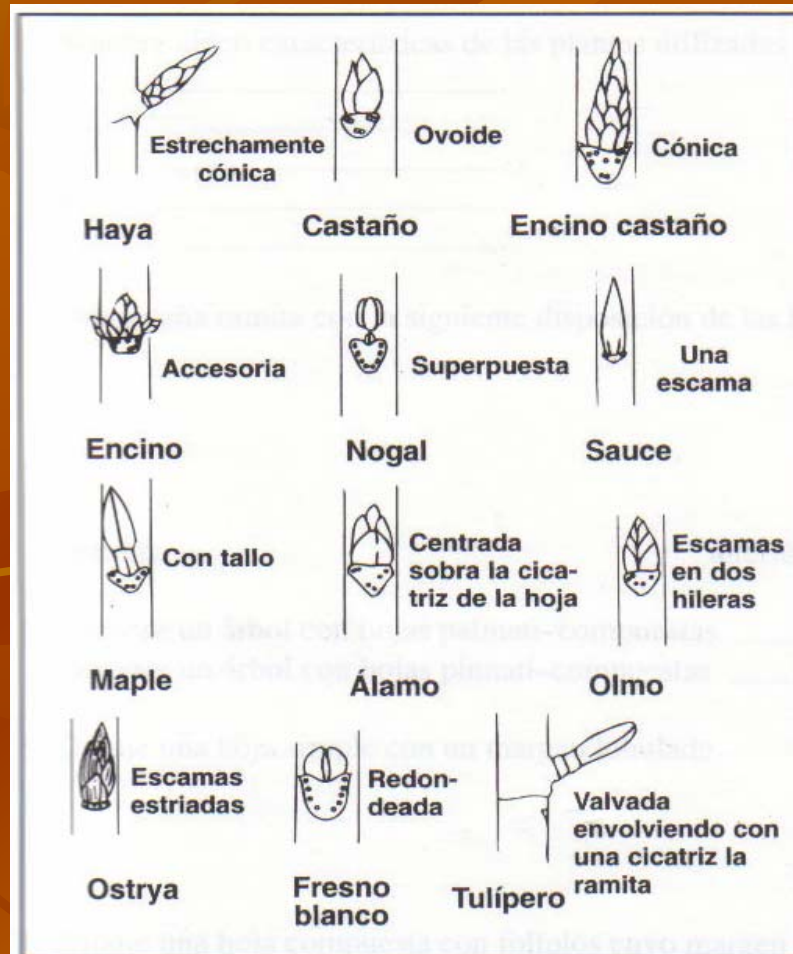 Estrechamente
cónica
Haya
Ovoide
Castaño
Cónica
Encino castaño
Accesoria
Encino
Superpuesta
Nogal
Una
escama
Sauce
Con tallo
Maple
Centrada
sobra la cica-
triz de la hoja
Álamo
Escamas
en dos
hileras
Olmo
Escamas
estriadas
Ostrya
Redon-
deada
Fresno
blanco
Valvada
envolviendo con
una cicatriz la
ramita
Tulípero